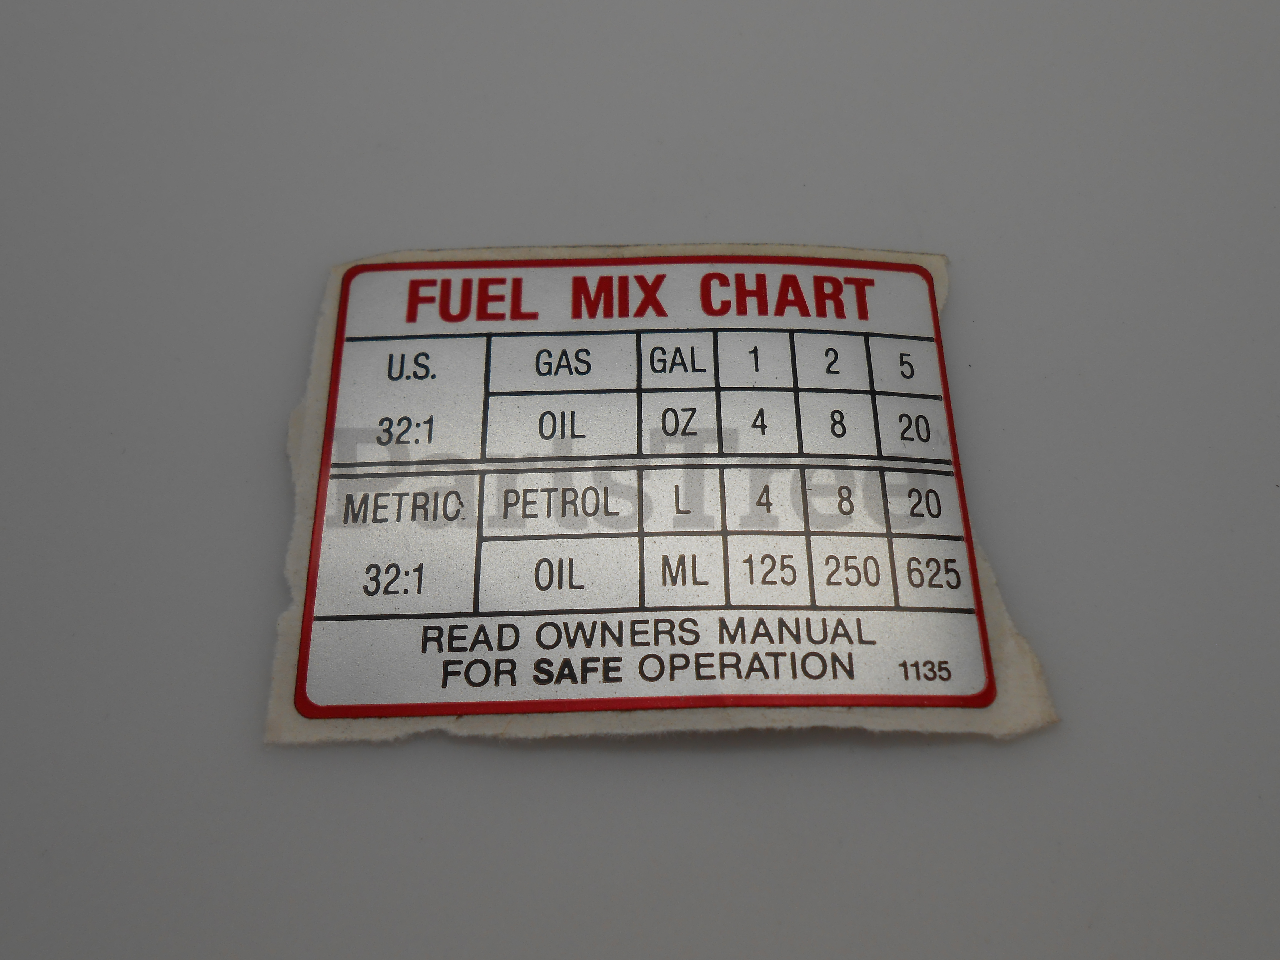 FUEL MIX CHART
U.S. GAS GAL 1 2 5
32:1 OIL OZ 4 8 20
METRIC PETROL L 4 8 20
32:1 OIL ML 125 250 625
READ OWNERS MANUAL
FOR SAFE OPERATION 1135
PartsTree